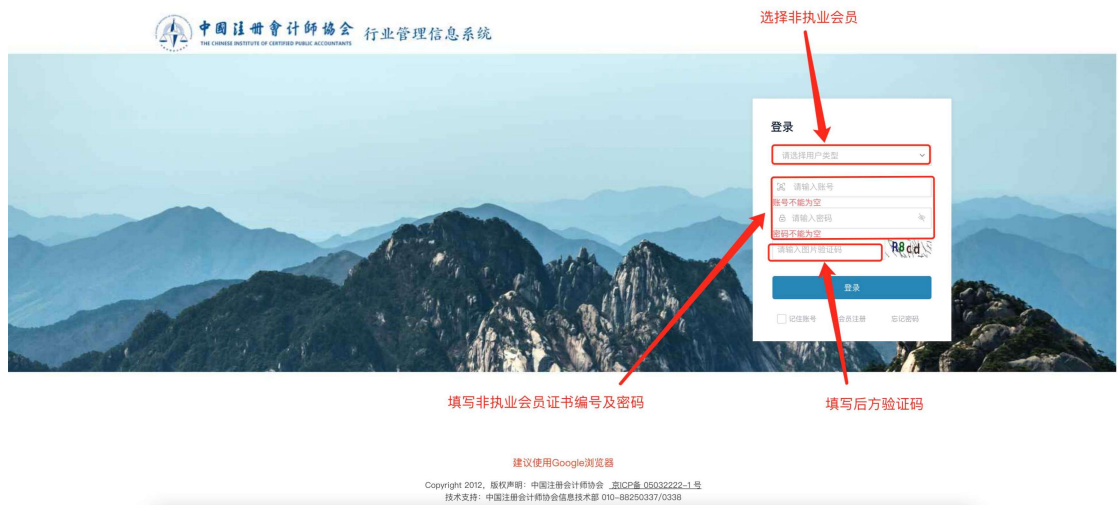 选择非执业会员
中国注册会计师协会 行业管理信息系统
THE CHINESE INSTITUTE OF CERTIFIED PUBLIC ACCOUNTANTS
登录
请选择用户类型
请输入账号
账号不能为空
请输入密码
密码不能为空
请输入图片验证码 R8cd
登录
记住账号 会员注册 忘记密码
填写非执业会员证书编号及密码 填写后方验证码
建议使用Google浏览器
Copyright 2012, 版权声明：中国注册会计师协会 京ICP备 05032222-1 号
技术支持：中国注册会计师协会信息技术部 010-88250337/0338